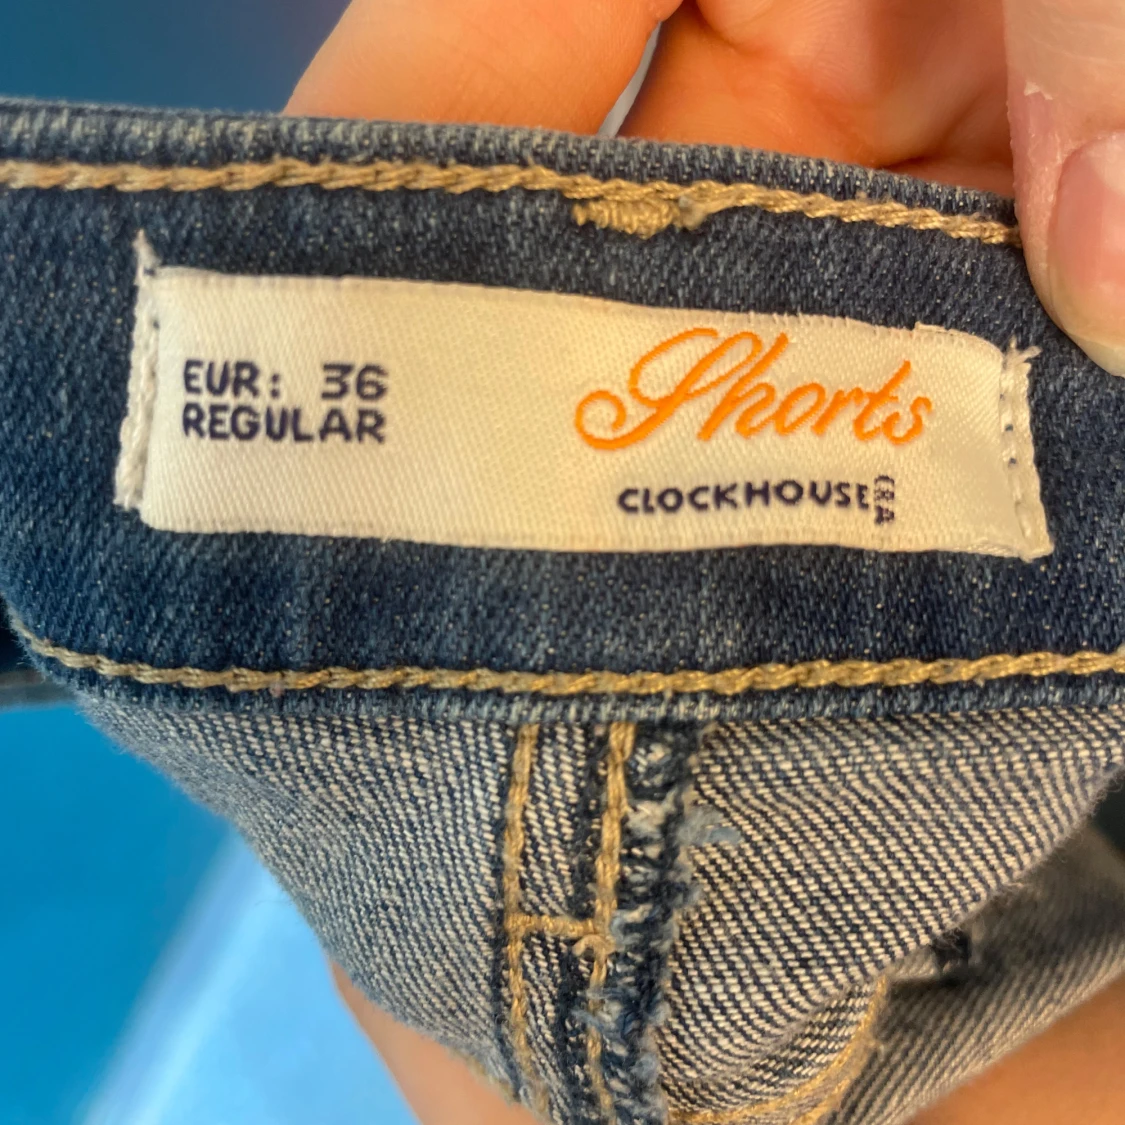 EUR: 36
REGULAR
Shorts
CLOCKHOUSE
C&A